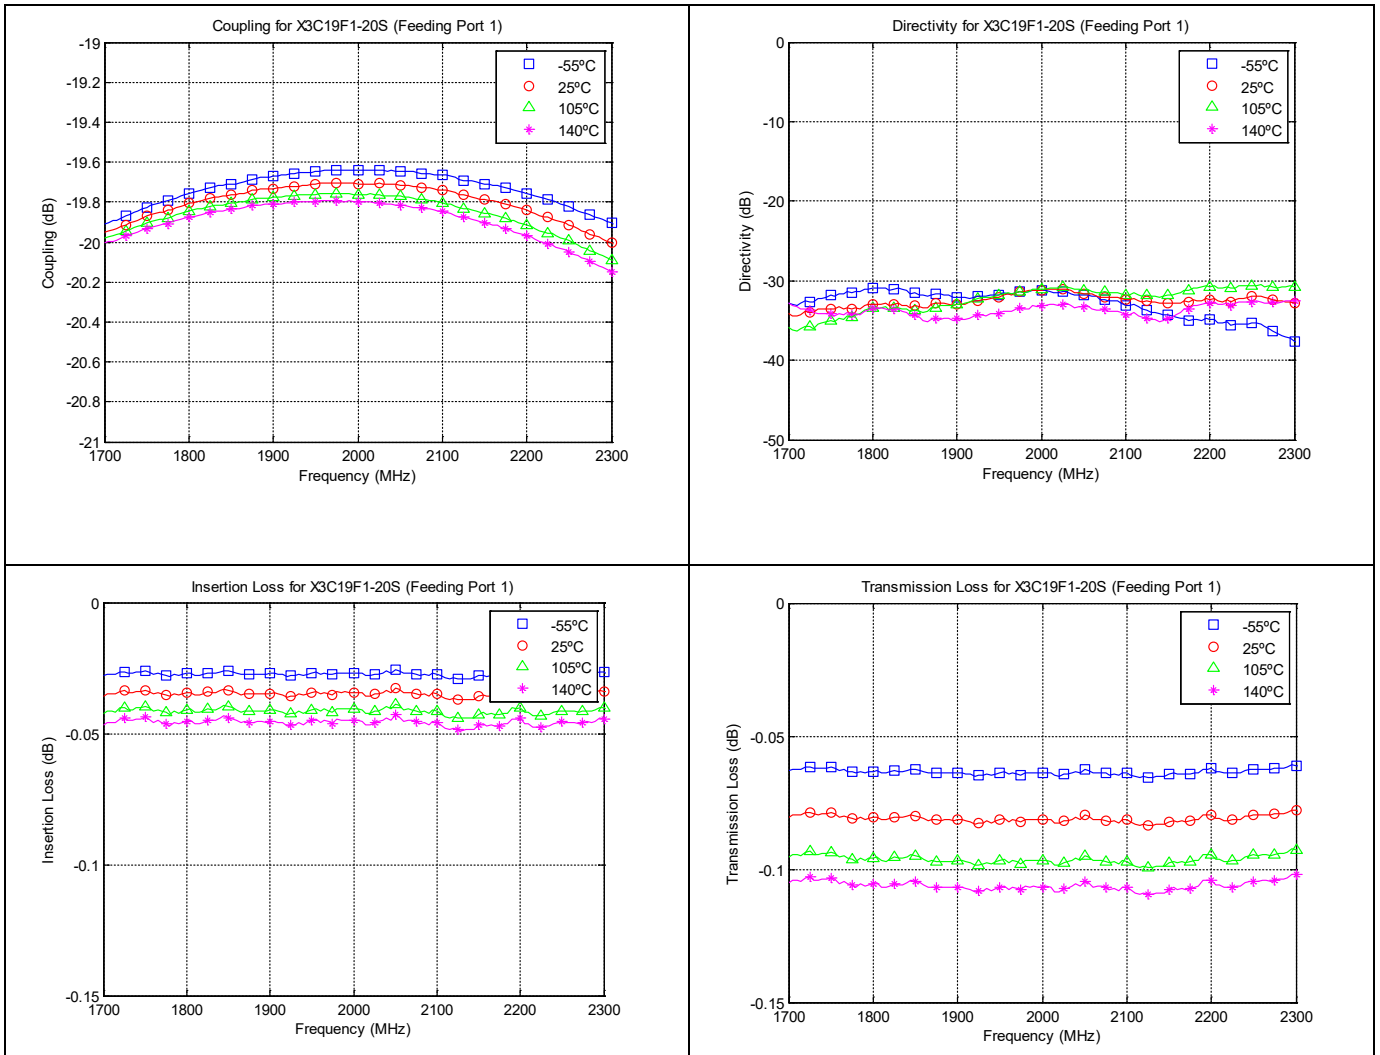 Coupling for X3C19F1-20S (Feeding Port 1)
-19
-19.2
-19.4
-19.6
-19.8
-20
-20.2
-20.4
-20.6
-20.8
-21
Coupling (dB)
-55ºC
25ºC
105ºC
140ºC
1700 1800 1900 2000 2100 2200 2300
Frequency (MHz)
Directivity for X3C19F1-20S (Feeding Port 1)
0
-10
-20
-30
-40
-50
Directivity (dB)
-55ºC
25ºC
105ºC
140ºC
1700 1800 1900 2000 2100 2200 2300
Frequency (MHz)
Insertion Loss for X3C19F1-20S (Feeding Port 1)
0
-0.05
-0.1
-0.15
Insertion Loss (dB)
-55ºC
25ºC
105ºC
140ºC
1700 1800 1900 2000 2100 2200 2300
Frequency (MHz)
Transmission Loss for X3C19F1-20S (Feeding Port 1)
0
-0.05
-0.1
-0.15
Transmission Loss (dB)
-55ºC
25ºC
105ºC
140ºC
1700 1800 1900 2000 2100 2200 2300
Frequency (MHz)